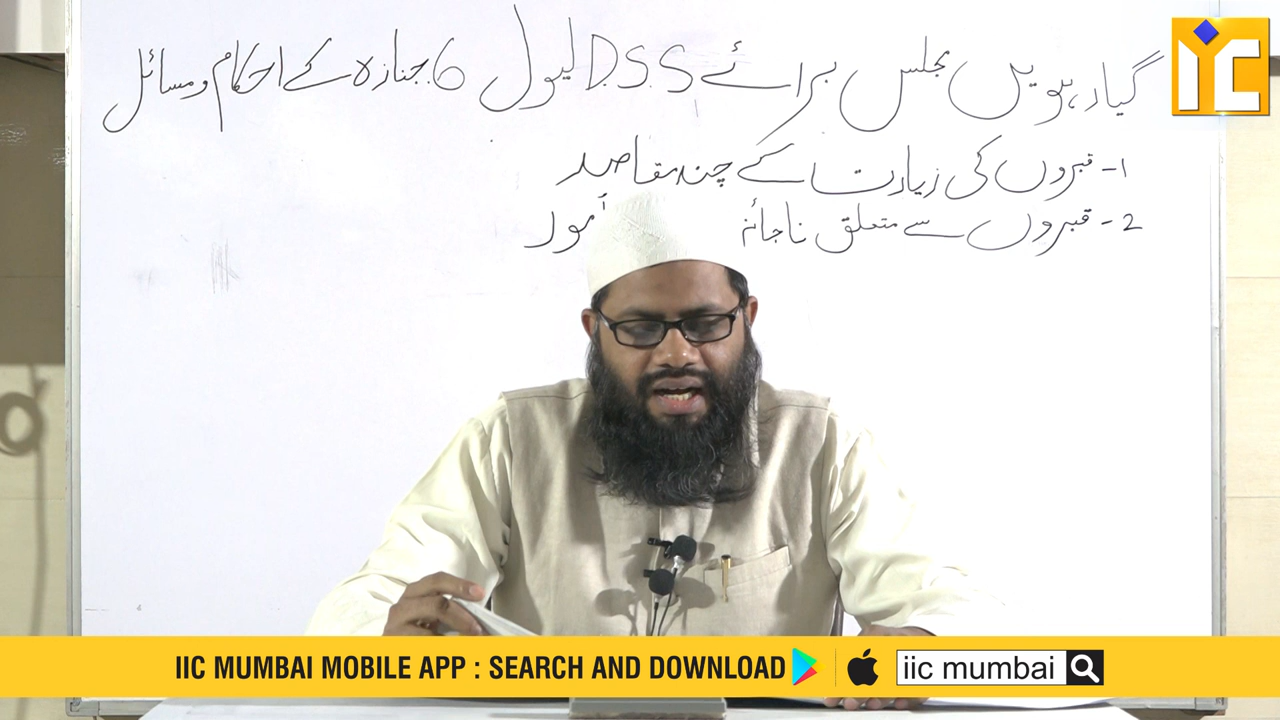 گیارہویں مجلس برائے D.S.S لیول 6 جنازہ کے احکام و مسائل
1- قبروں کی زیارت کے چند مقاصد
2- قبروں سے متعلق ناجائز امور
IIC
IIC MUMBAI MOBILE APP : SEARCH AND DOWNLOAD iic mumbai